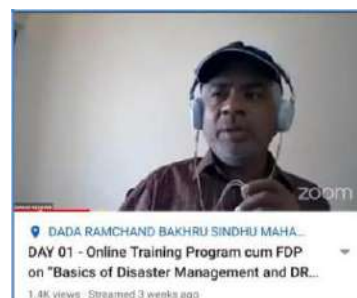 zoom
DADA RAMCHAND BAKHRU SINDHU MAHA...
DAY 01 - Online Training Program cum FDP
on "Basics of Disaster Management and DR...
1.4K views · Streamed 3 weeks ago